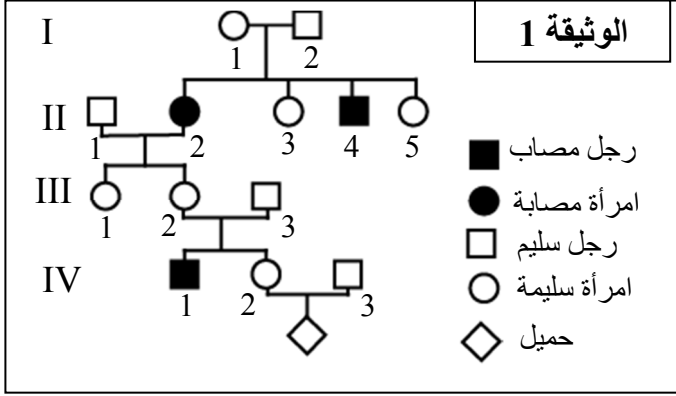 الوثيقة 1
I
1 2
II
1 2 3 4 5
III
1 2 3
IV
1 2 3
رجل مصاب
امرأة مصابة
رجل سليم
امرأة سليمة
حميل